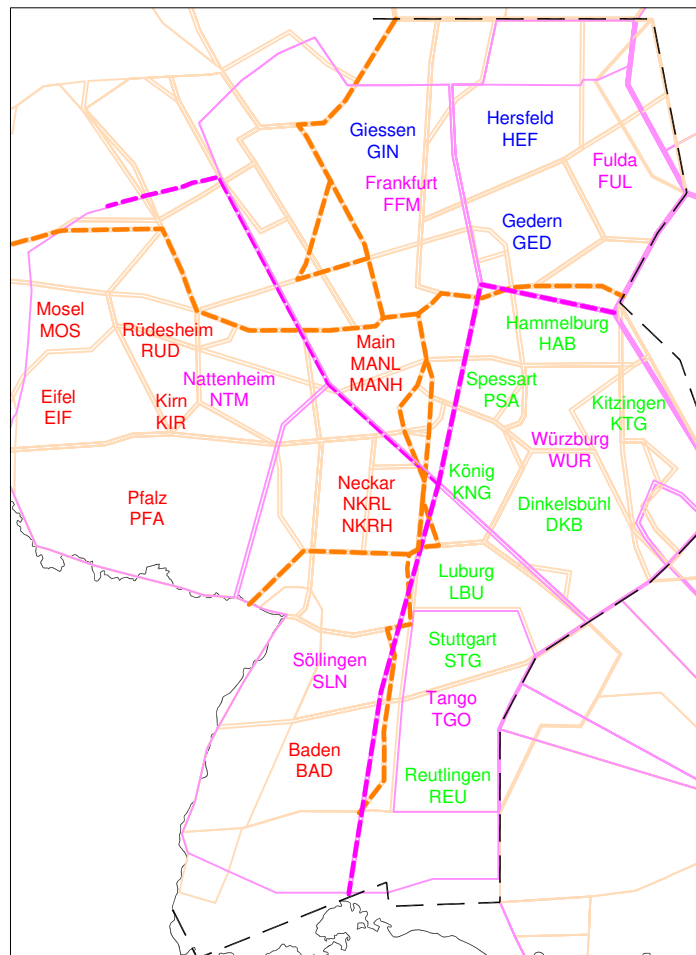 Giessen
GIN
Hersfeld
HEF
Fulda
FUL
Frankfurt
FFM
Gedern
GED
Mosel
MOS
Rüdesheim
RUD
Main
MANL
MANH
Hammelburg
HAB
Nattenheim
NTM
Spessart
PSA
Eifel
EIF
Kirn
KIR
Kitzingen
KTG
Würzburg
WUR
König
KNG
Pfalz
PFA
Neckar
NKRL
NKRH
Dinkelsbühl
DKB
Luburg
LBU
Söllingen
SLN
Stuttgart
STG
Tango
TGO
Baden
BAD
Reutlingen
REU